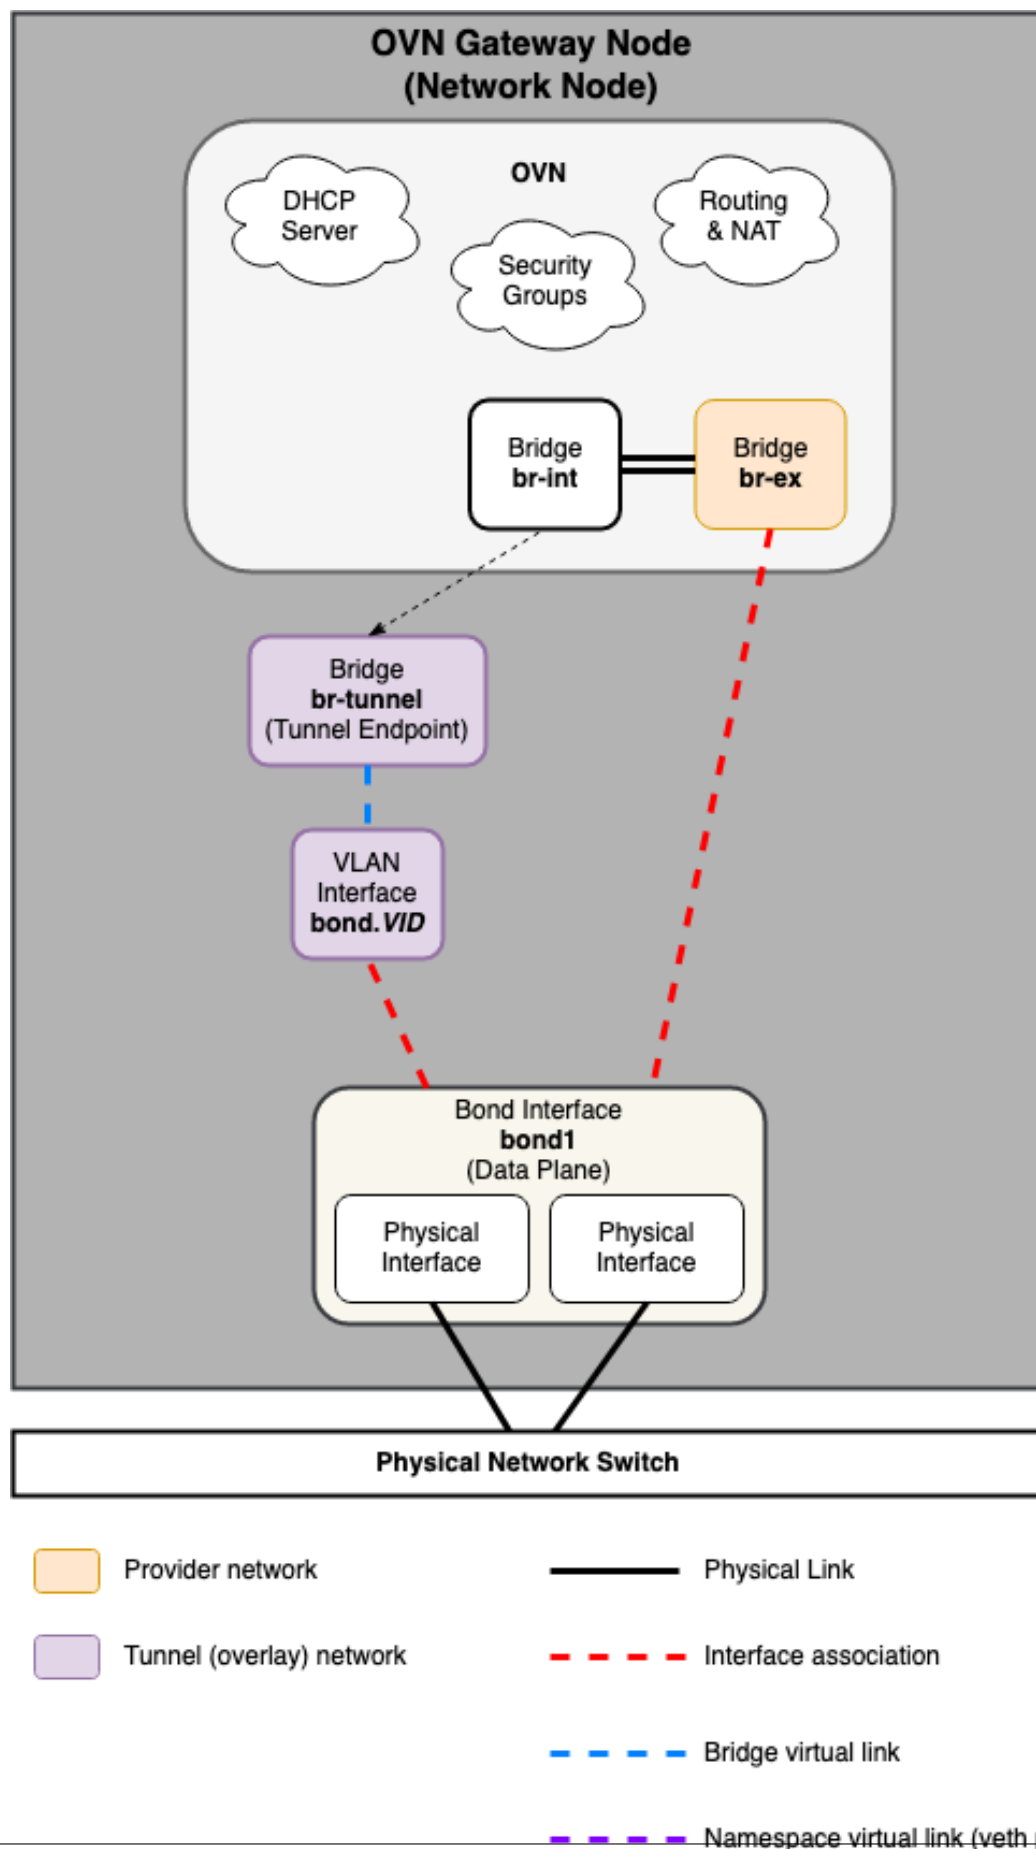 OVN Gateway Node
(Network Node)
OVN
DHCP
Server
Routing
& NAT
Security
Groups
Bridge
br-int
Bridge
br-ex
Bridge
br-tunnel
(Tunnel Endpoint)
VLAN
Interface
bond.VID
Bond Interface
bond1
(Data Plane)
Physical
Interface
Physical
Interface
Physical Network Switch
Provider network
Physical Link
Tunnel (overlay) network
Interface association
Bridge virtual link
Namespace virtual link (veth